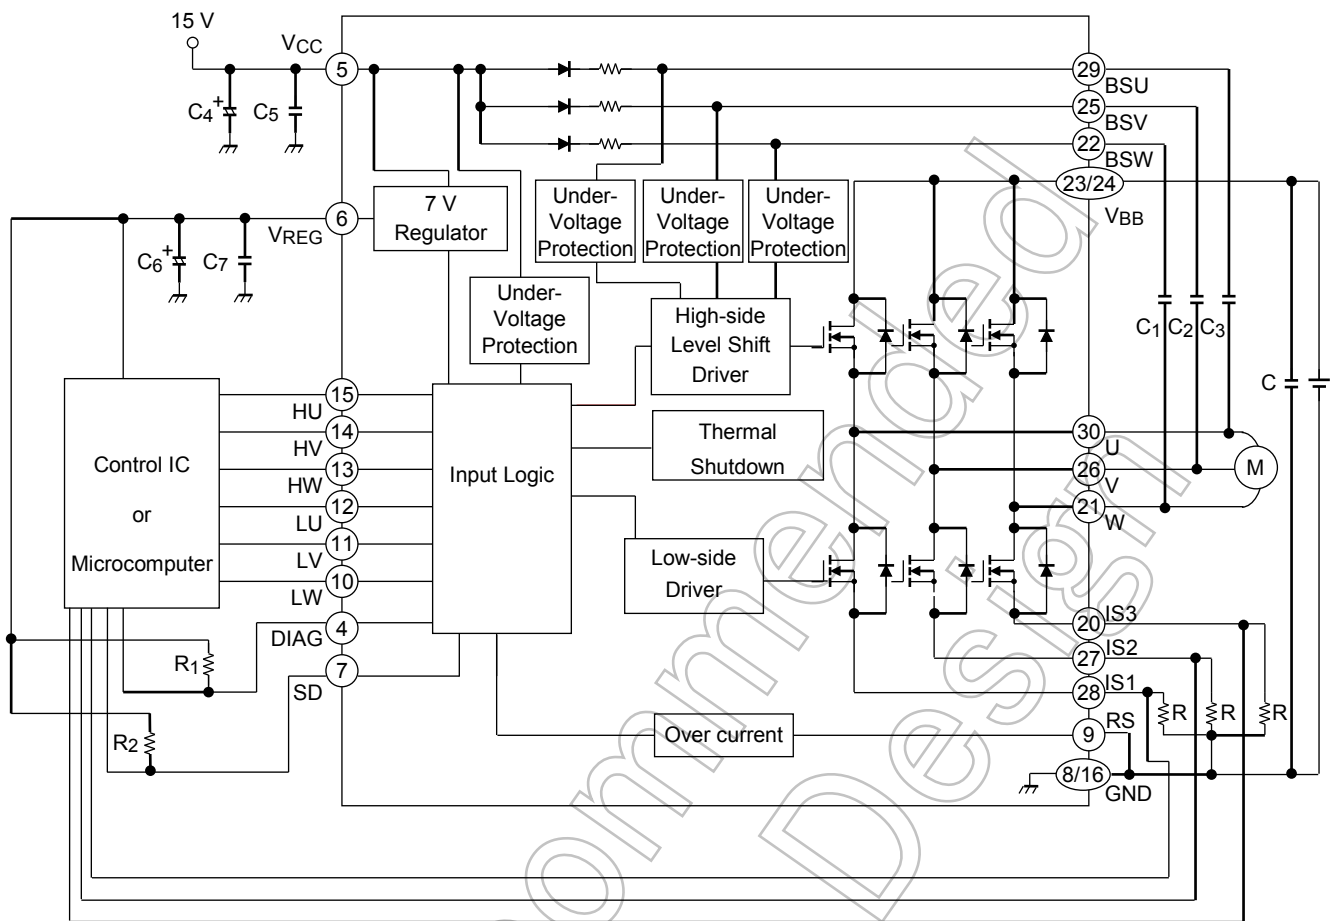 15 V
VCC
5
C4
+
C5
29
BSU
25
BSV
22
BSW
23/24
VBB
7 V
Regulator
6
VREG
C6
+
C7
Under-
Voltage
Protection
Under-
Voltage
Protection
Under-
Voltage
Protection
Under-
Voltage
Protection
High-side
Level Shift
Driver
C1
C2
C3
C
Control IC
or
Microcomputer
15
HU
14
HV
13
HW
12
LU
11
LV
10
LW
4
DIAG
7
SD
Input Logic
Thermal
Shutdown
Low-side
Driver
30
U
26
V
21
W
M
20
IS3
27
IS2
28
IS1
R
R
R
9
RS
8/16
GND
Over current
R1
R2
ommended
Design